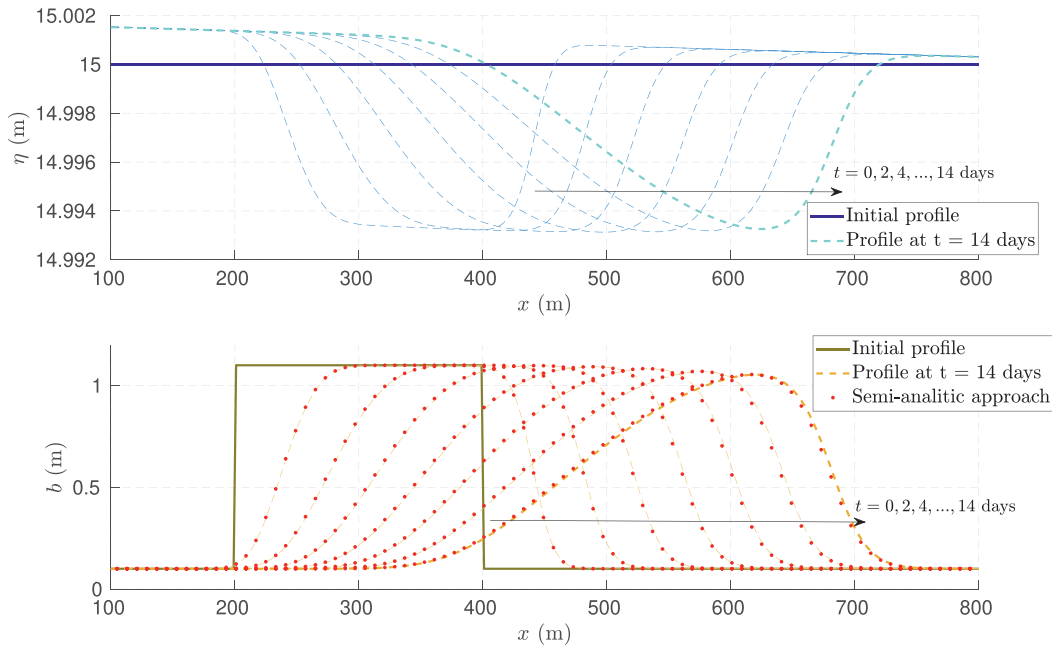 15.002
15
14.998
14.996
14.994
14.992
η (m)
100 200 300 400 500 600 700 800
x (m)
t = 0, 2, 4, ..., 14 days
Initial profile
Profile at t = 14 days
1
0.5
0
b (m)
100 200 300 400 500 600 700 800
x (m)
Initial profile
Profile at t = 14 days
Semi-analitic approach
t = 0, 2, 4, ..., 14 days